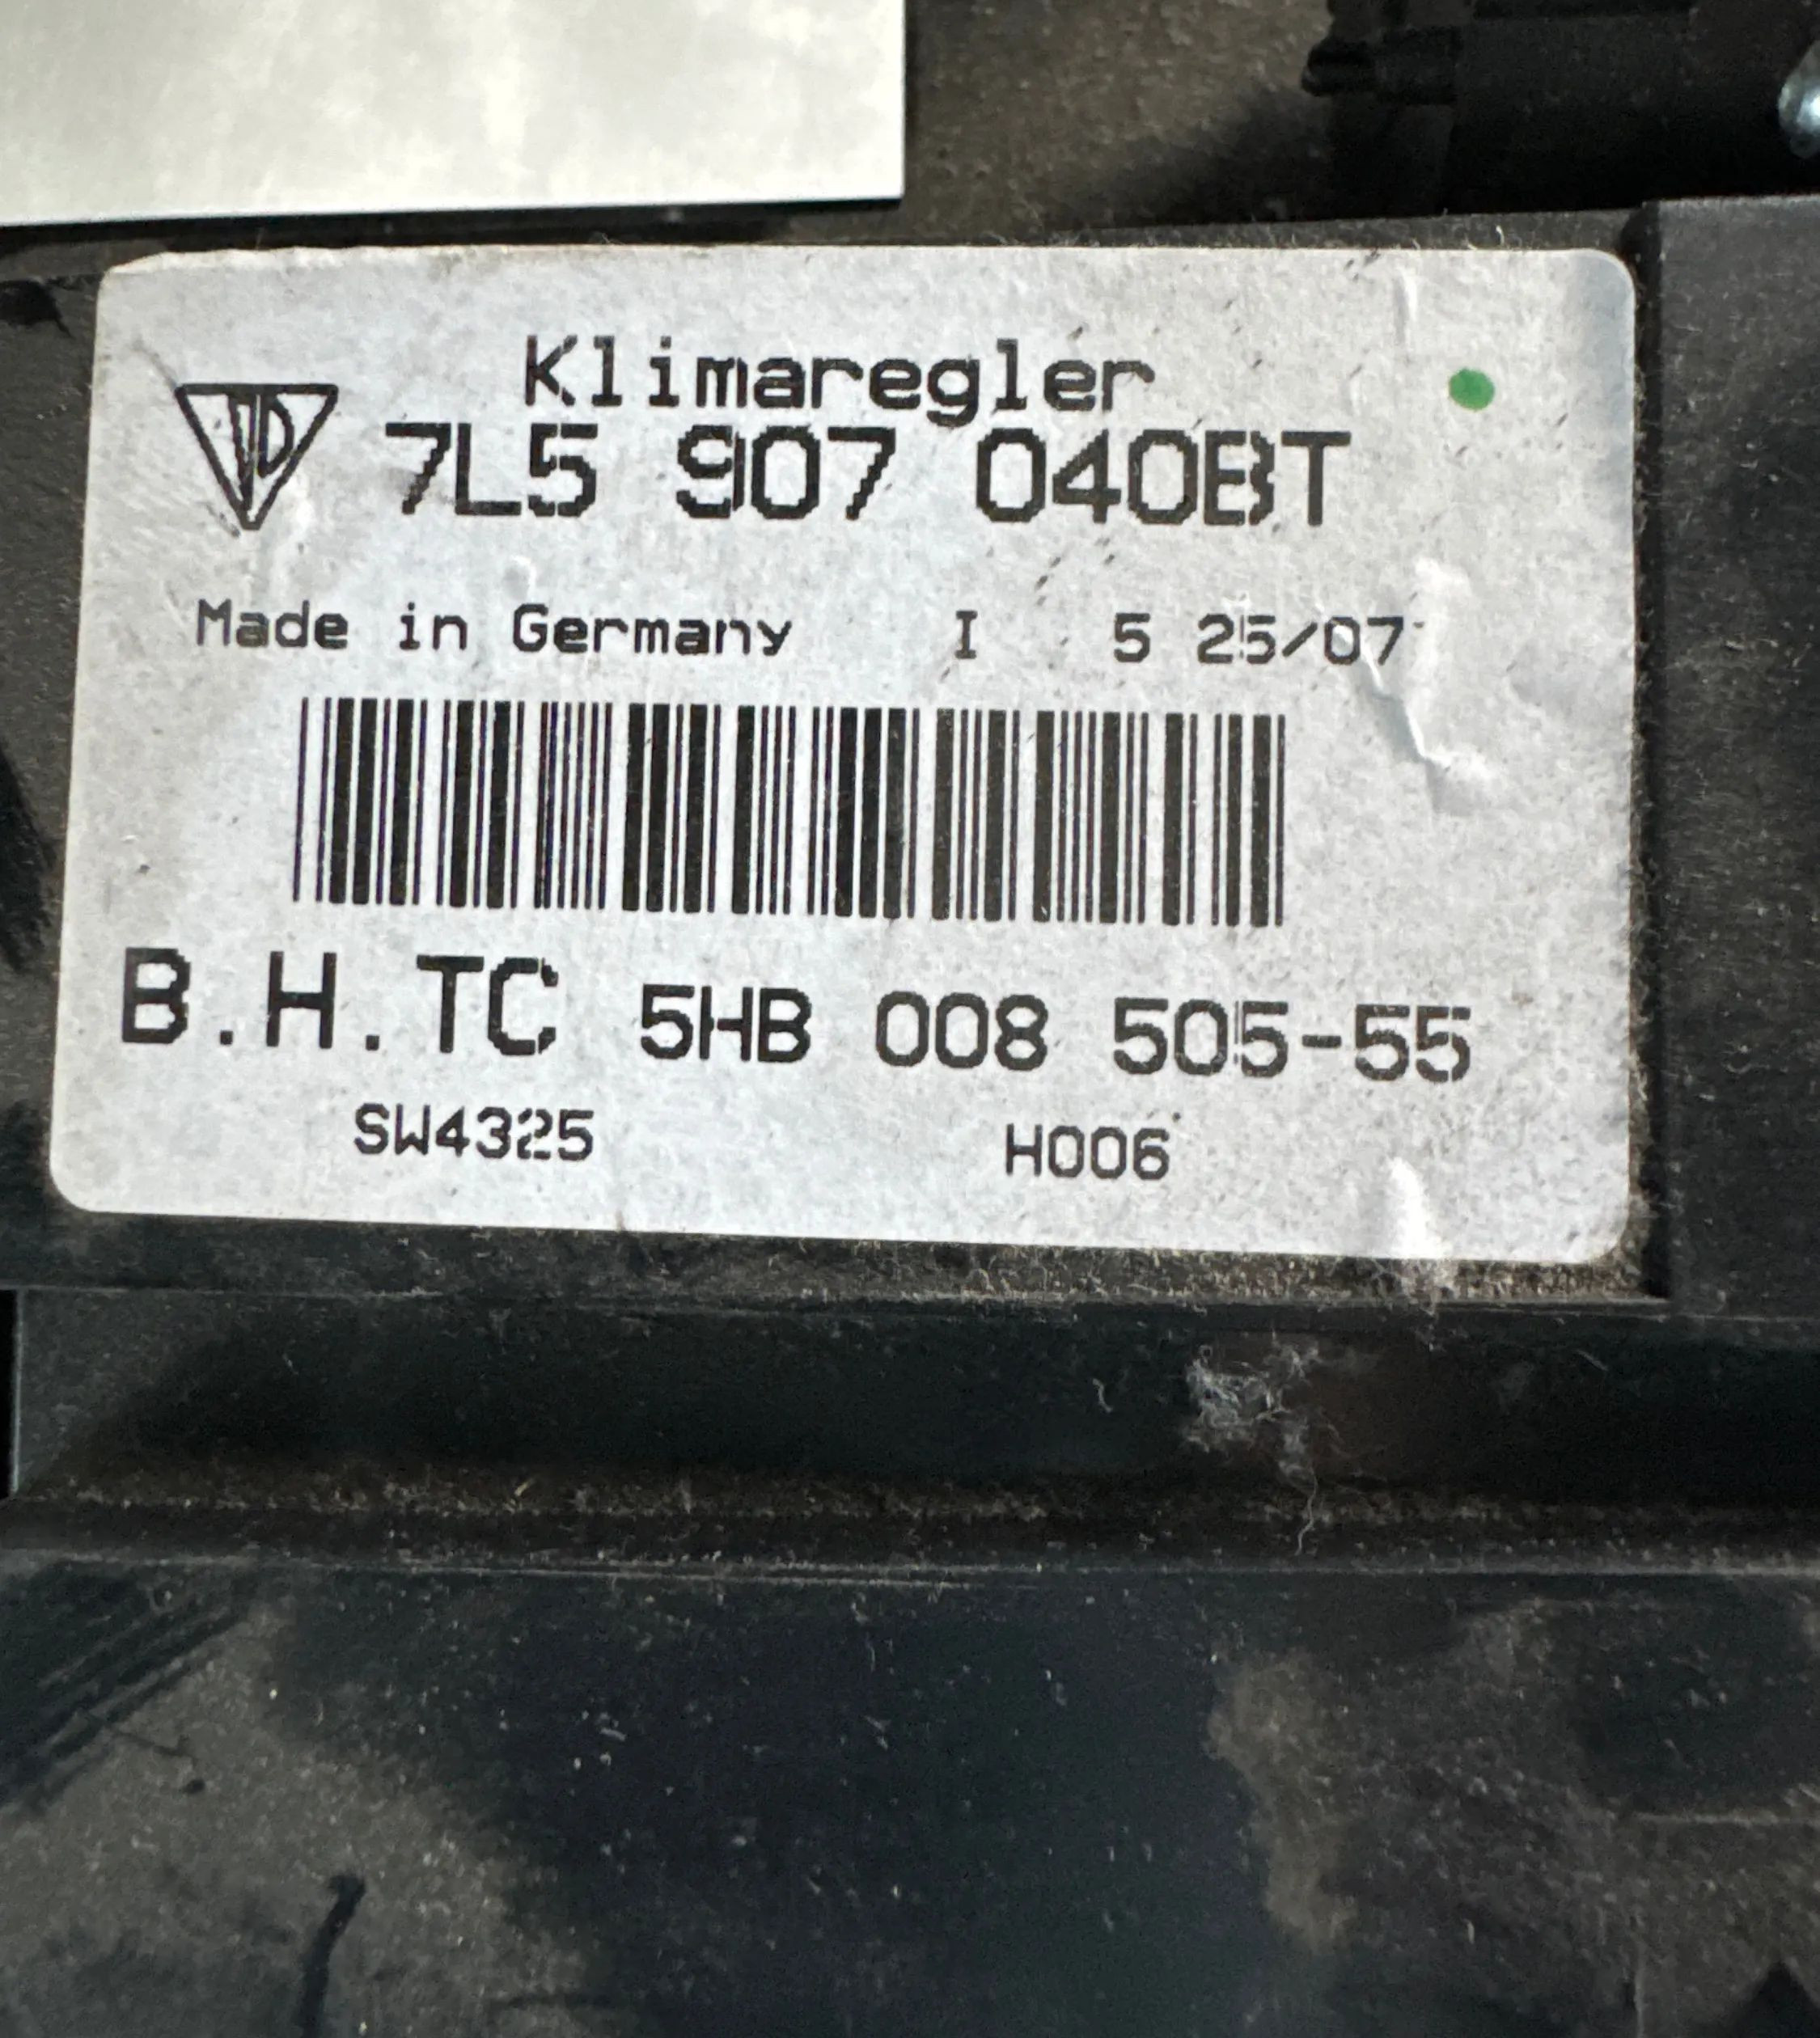 Klimaregler
7L5 907 040BT
Made in Germany I 5 25/07
B.H.TC 5HB 008 505-55
SW4325 H006